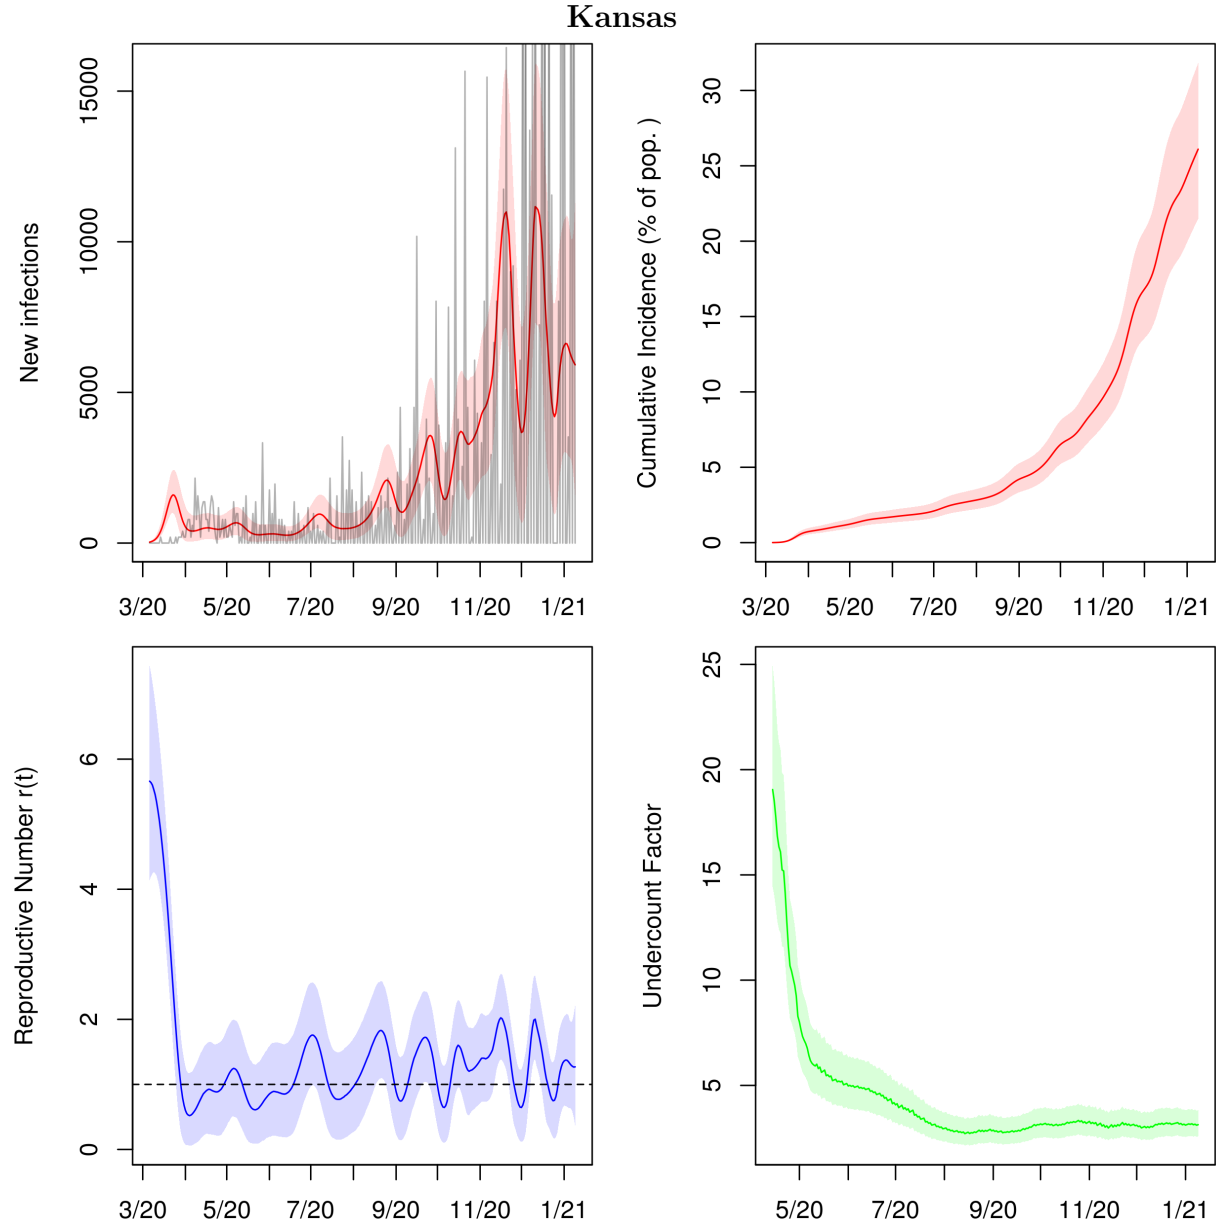 Kansas
New infections
15000
10000
5000
0
3/20 5/20 7/20 9/20 11/20 1/21
Cumulative Incidence (% of pop. )
30
25
20
15
10
5
0
3/20 5/20 7/20 9/20 11/20 1/21
Reproductive Number r(t)
6
4
2
0
3/20 5/20 7/20 9/20 11/20 1/21
Undercount Factor
25
20
15
10
5
5/20 7/20 9/20 11/20 1/21